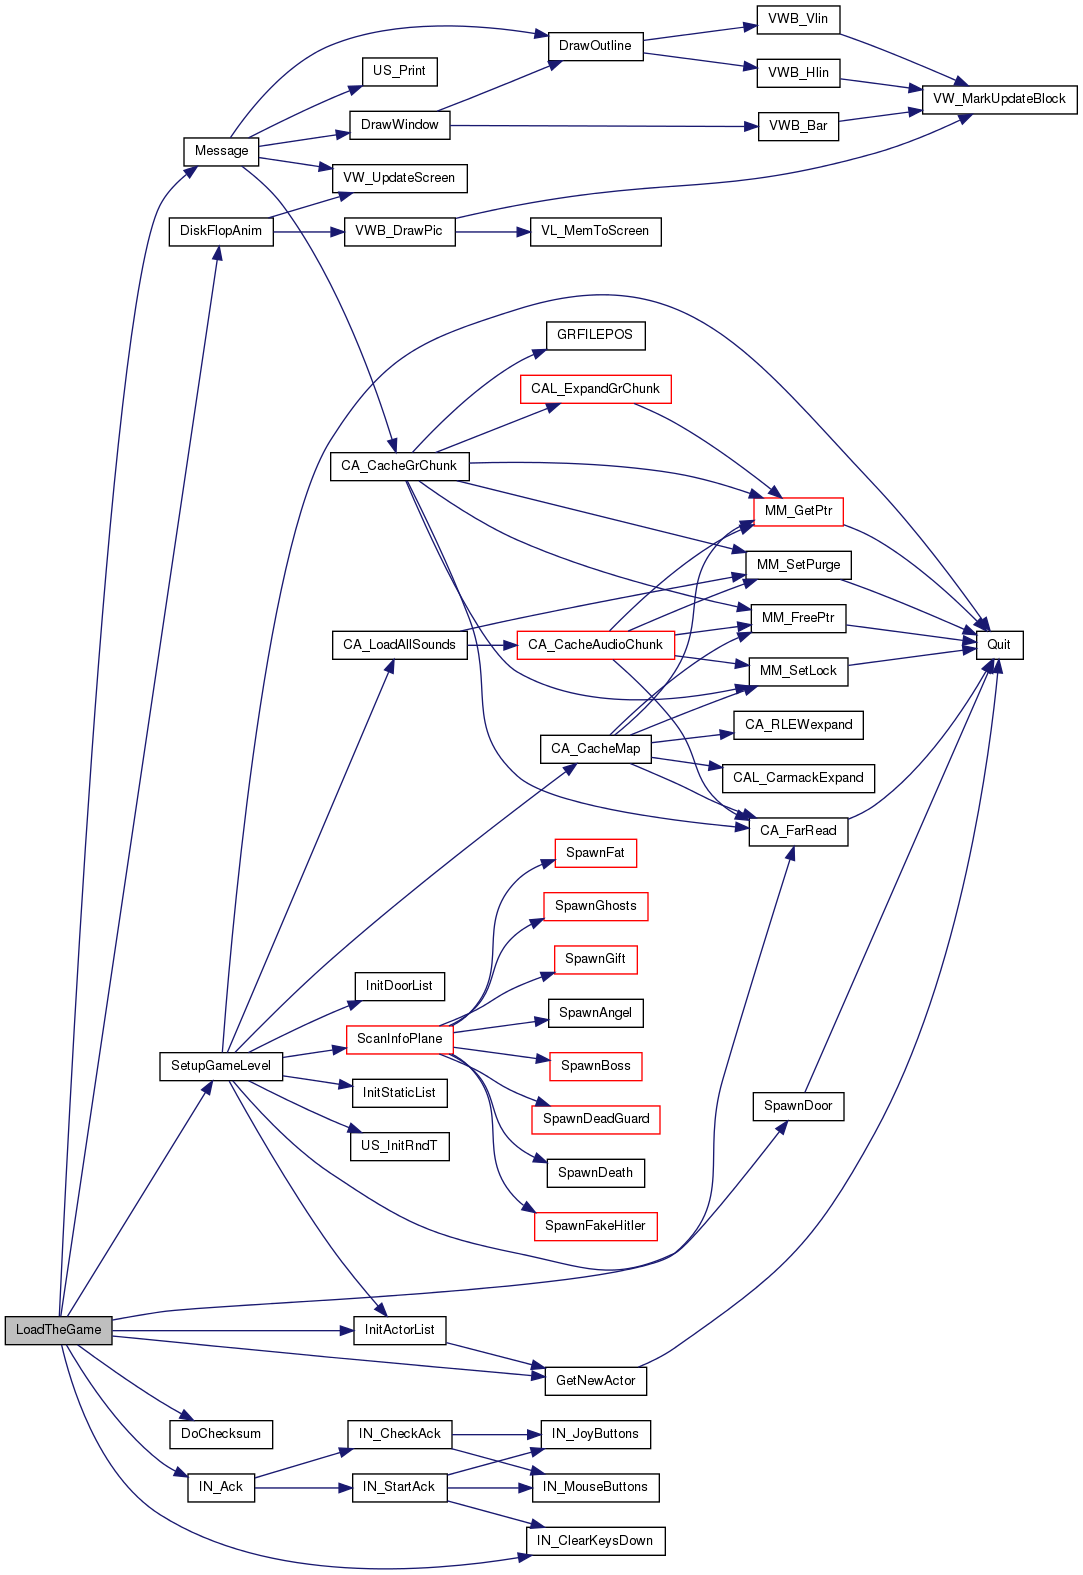 VWB_Vlin
DrawOutline
US_Print
VWB_Hlin
VW_MarkUpdateBlock
DrawWindow
VWB_Bar
Message
VW_UpdateScreen
DiskFlopAnim
VWB_DrawPic
VL_MemToScreen
GRFILEPOS
CAL_ExpandGrChunk
CA_CacheGrChunk
MM_GetPtr
MM_SetPurge
MM_FreePtr
CA_LoadAllSounds
CA_CacheAudioChunk
Quit
MM_SetLock
CA_RLEWexpand
CA_CacheMap
CAL_CarmackExpand
CA_FarRead
SpawnFat
SpawnGhosts
SpawnGift
InitDoorList
SpawnAngel
ScanInfoPlane
SetupGameLevel
SpawnBoss
InitStaticList
SpawnDoor
SpawnDeadGuard
US_InitRndT
SpawnDeath
SpawnFakeHitler
LoadTheGame
InitActorList
GetNewActor
DoChecksum
IN_CheckAck
IN_JoyButtons
IN_Ack
IN_StartAck
IN_MouseButtons
IN_ClearKeysDown